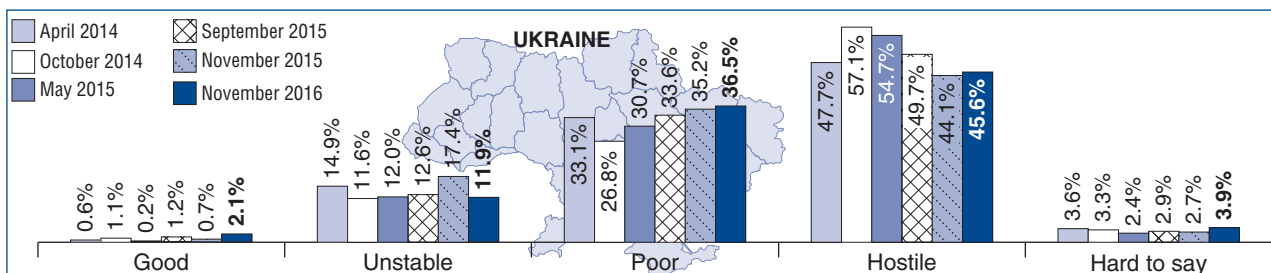 UKRAINE
April 2014
October 2014
May 2015
September 2015
November 2015
November 2016
0.6%
1.1%
0.2%
1.2%
0.7%
2.1%
Good
14.9%
11.6%
12.0%
12.6%
17.4%
11.9%
Unstable
33.1%
26.8%
30.7%
33.6%
35.2%
36.5%
Poor
47.7%
57.1%
54.7%
49.7%
44.1%
45.6%
Hostile
3.6%
3.3%
2.4%
2.9%
2.7%
3.9%
Hard to say